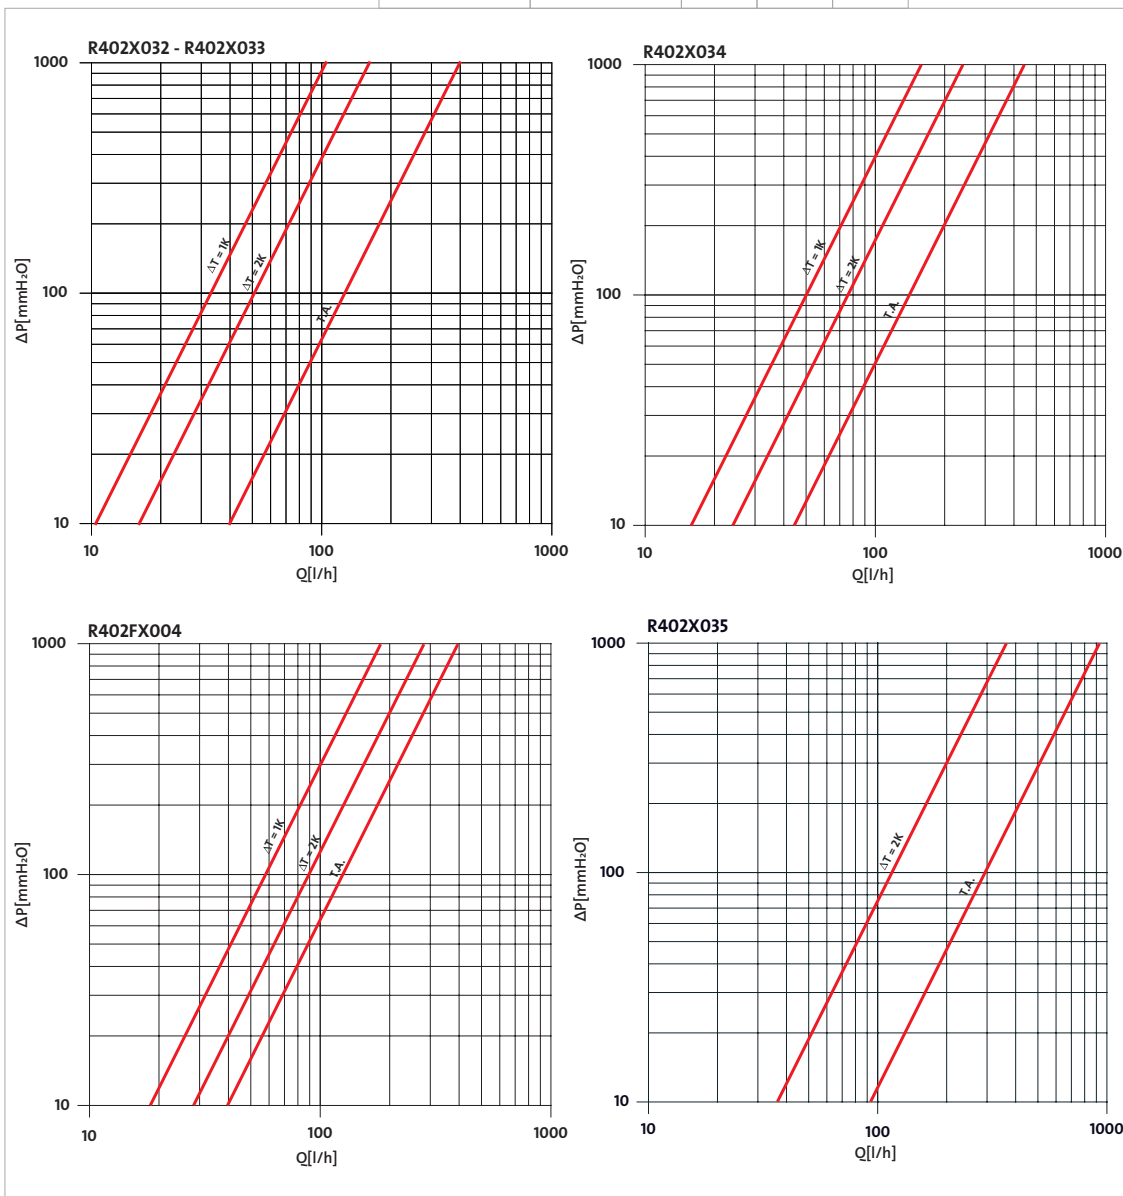 R402X032 - R402X033
1000
100
10
ΔP[mmH₂O]
ΔT = 1K
ΔT = 2K
T.A.
10
100
1000
Q[l/h]
R402X034
1000
100
10
ΔP[mmH₂O]
ΔT = 1K
ΔT = 2K
T.A.
10
100
1000
Q[l/h]
R402FX004
1000
100
10
ΔP[mmH₂O]
ΔT = 1K
ΔT = 2K
T.A.
10
100
1000
Q[l/h]
R402X035
1000
100
10
ΔP[mmH₂O]
ΔT = 2K
T.A.
10
100
1000
Q[l/h]